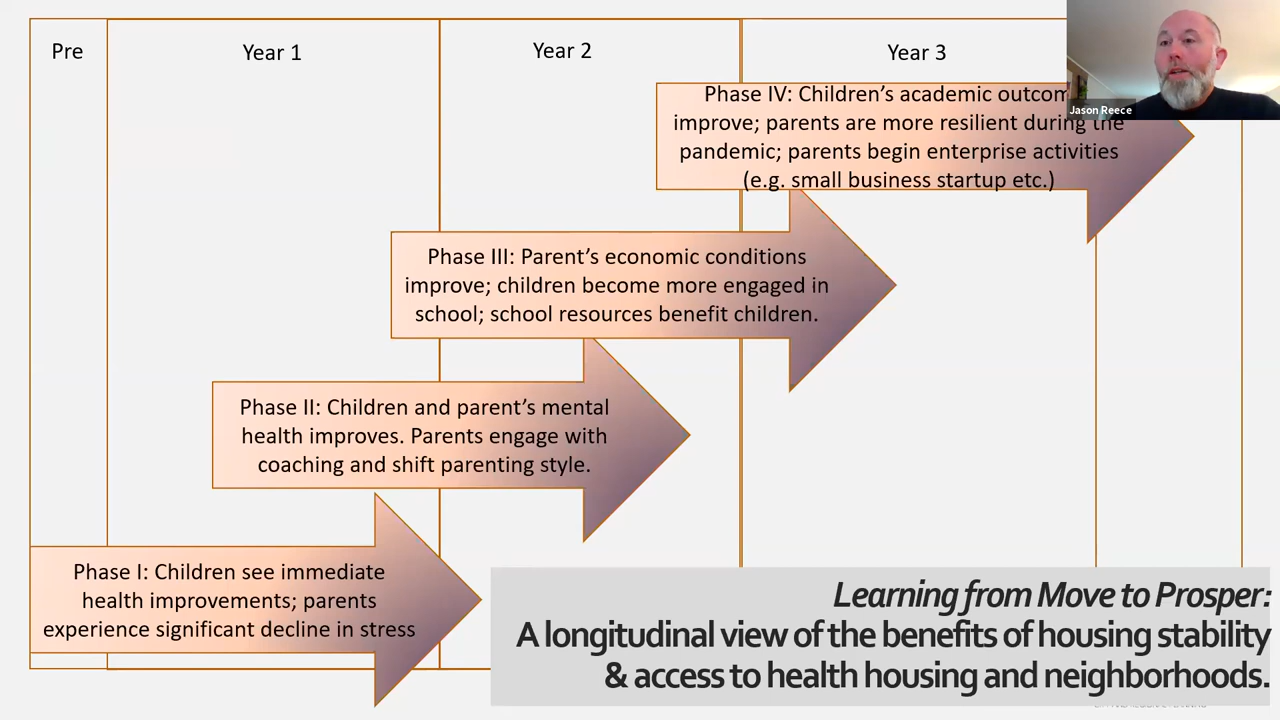 Pre
Year 1
Year 2
Year 3
Jason Reece
Phase IV: Children’s academic outcom
improve; parents are more resilient during the
pandemic; parents begin enterprise activities
(e.g. small business startup etc.)
Phase III: Parent’s economic conditions
improve; children become more engaged in
school; school resources benefit children.
Phase II: Children and parent’s mental
health improves. Parents engage with
coaching and shift parenting style.
Phase I: Children see immediate
health improvements; parents
experience significant decline in stress
Learning from Move to Prosper:
A longitudinal view of the benefits of housing stability
& access to health housing and neighborhoods.